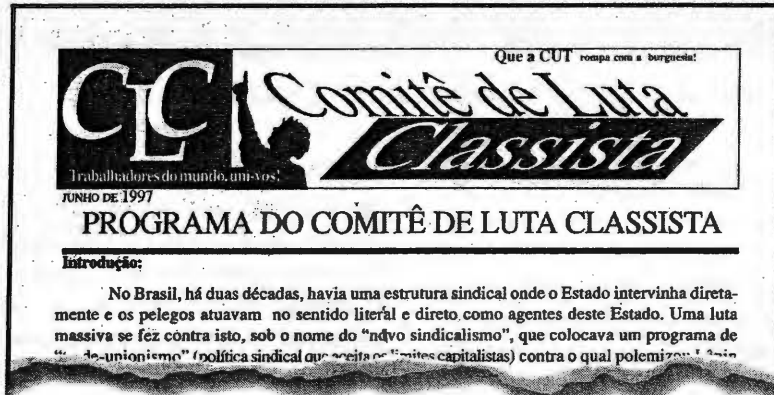 Que a CUT rompa com a burguesia!
CLC
Comitê de Luta
Classista
Trabalhadores do mundo, uni-vos!
JUNHO DE 1997
PROGRAMA DO COMITÊ DE LUTA CLASSISTA
Introdução:
No Brasil, há duas décadas, havia uma estrutura sindical onde o Estado intervinha direta-
mente e os pelegos atuavam no sentido literal e direto como agentes deste Estado. Uma luta
massiva se fez contra isto, sob o nome do "novo sindicalismo", que colocava um programa de
de-unionismo" (política sindical que aceita os limites capitalistas) contra o qual polemizou